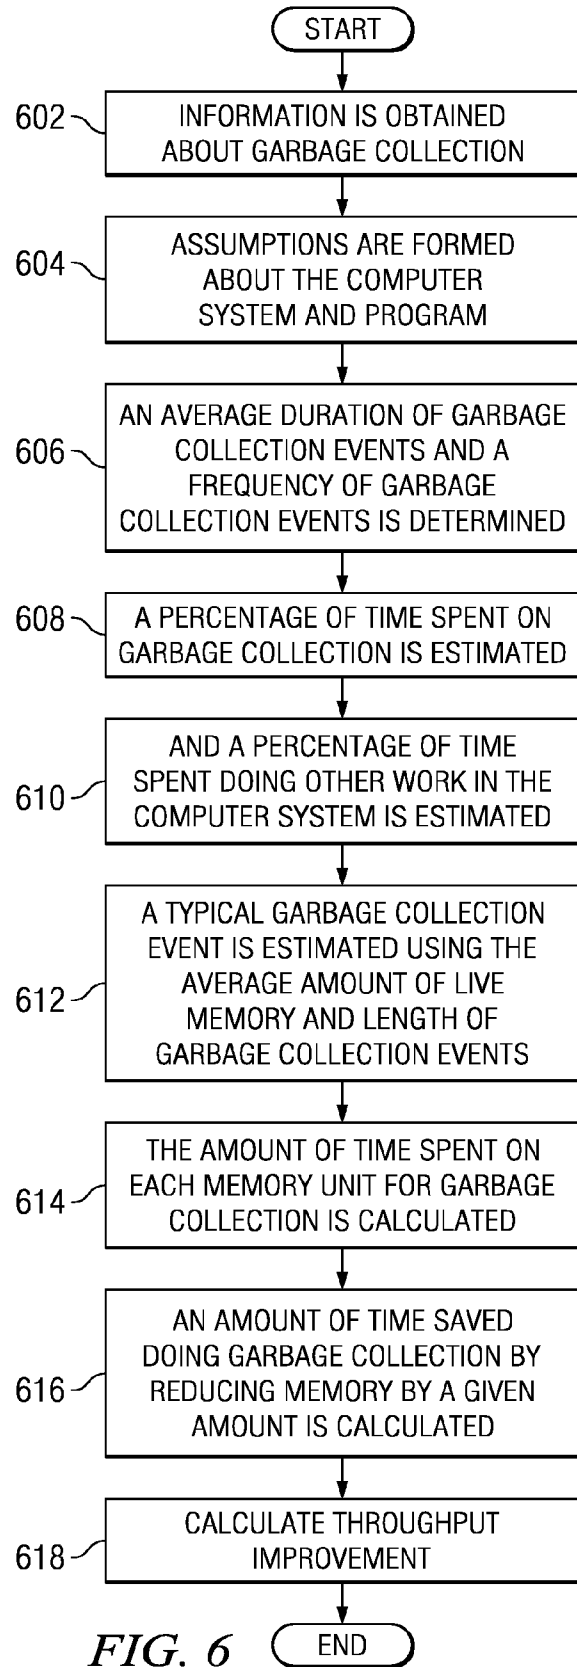 START
602
INFORMATION IS OBTAINED
ABOUT GARBAGE COLLECTION
604
ASSUMPTIONS ARE FORMED
ABOUT THE COMPUTER
SYSTEM AND PROGRAM
606
AN AVERAGE DURATION OF GARBAGE
COLLECTION EVENTS AND A
FREQUENCY OF GARBAGE
COLLECTION EVENTS IS DETERMINED
608
A PERCENTAGE OF TIME SPENT ON
GARBAGE COLLECTION IS ESTIMATED
610
AND A PERCENTAGE OF TIME
SPENT DOING OTHER WORK IN THE
COMPUTER SYSTEM IS ESTIMATED
612
A TYPICAL GARBAGE COLLECTION
EVENT IS ESTIMATED USING THE
AVERAGE AMOUNT OF LIVE
MEMORY AND LENGTH OF
GARBAGE COLLECTION EVENTS
614
THE AMOUNT OF TIME SPENT ON
EACH MEMORY UNIT FOR GARBAGE
COLLECTION IS CALCULATED
616
AN AMOUNT OF TIME SAVED
DOING GARBAGE COLLECTION BY
REDUCING MEMORY BY A GIVEN
AMOUNT IS CALCULATED
618
CALCULATE THROUGHPUT
IMPROVEMENT
FIG. 6
END